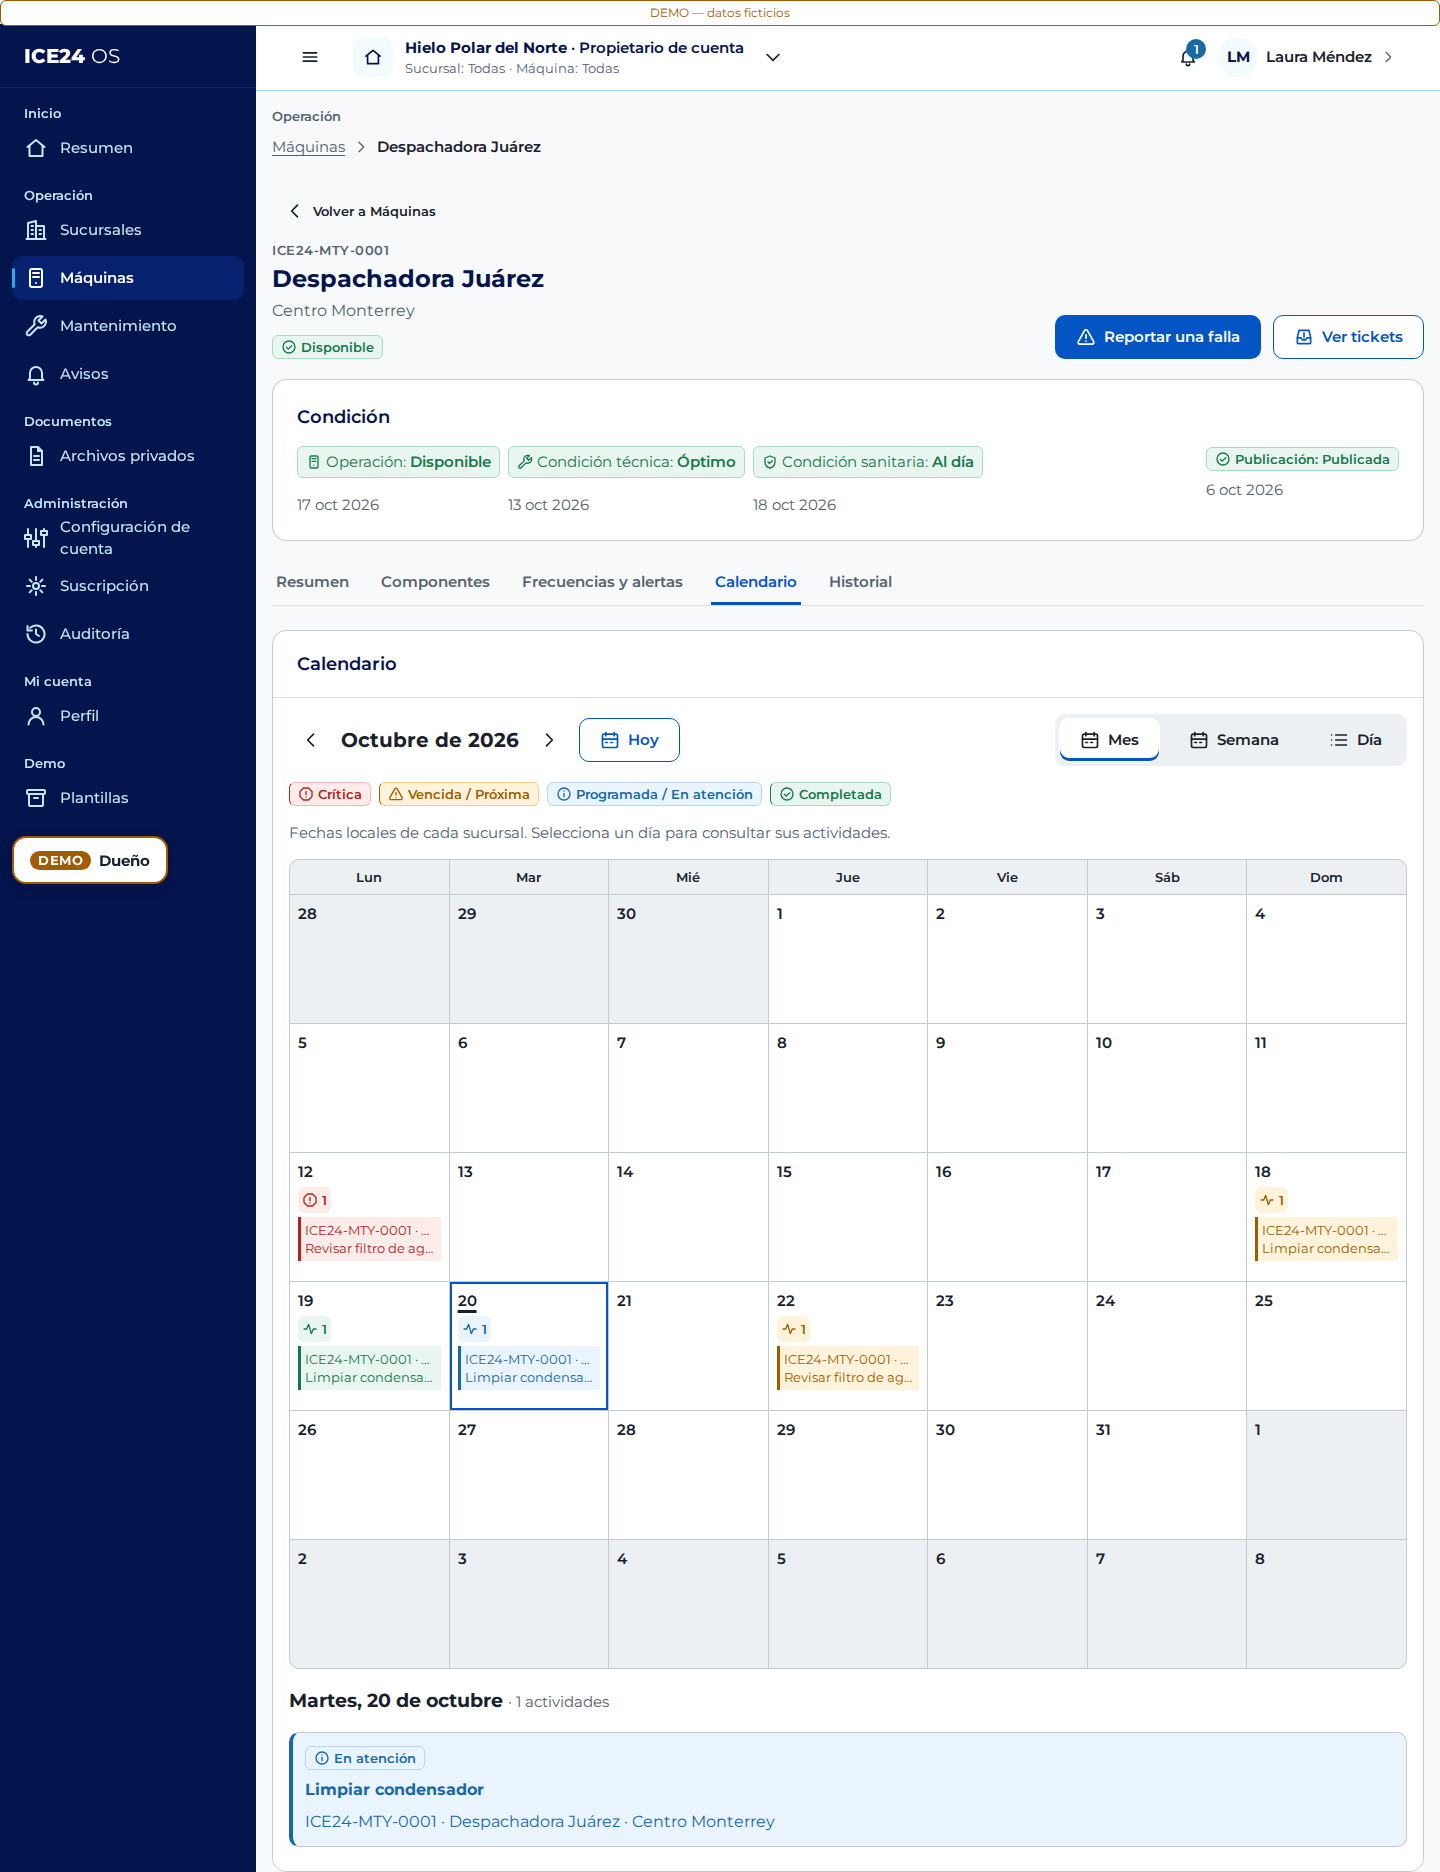 DEMO — datos ficticios
ICE24 OS
Inicio
Resumen
Operación
Sucursales
Máquinas
Mantenimiento
Avisos
Documentos
Archivos privados
Administración
Configuración de
cuenta
Suscripción
Auditoría
Mi cuenta
Perfil
Demo
Plantillas
DEMO Dueño
Hielo Polar del Norte · Propietario de cuenta
Sucursal: Todas · Máquina: Todas
1
LM Laura Méndez
Operación
Máquinas > Despachadora Juárez
Volver a Máquinas
ICE24-MTY-0001
Despachadora Juárez
Centro Monterrey
Disponible
Reportar una falla
Ver tickets
Condición
Operación: Disponible
Condición técnica: Óptimo
Condición sanitaria: Al día
Publicación: Publicada
17 oct 2026
13 oct 2026
18 oct 2026
6 oct 2026
Resumen Componentes Frecuencias y alertas Calendario Historial
Calendario
Octubre de 2026
Hoy
Mes Semana Día
Crítica
Vencida / Próxima
Programada / En atención
Completada
Fechas locales de cada sucursal. Selecciona un día para consultar sus actividades.
Lun Mar Mié Jue Vie Sáb Dom
28 29 30 1 2 3 4
5 6 7 8 9 10 11
12 13 14 15 16 17 18
1
ICE24-MTY-0001 · ...
Revisar filtro de ag...
1
ICE24-MTY-0001 · ...
Limpiar condensa...
19 20 21 22 23 24 25
1
ICE24-MTY-0001 · ...
Limpiar condensa...
1
ICE24-MTY-0001 · ...
Limpiar condensa...
1
ICE24-MTY-0001 · ...
Revisar filtro de ag...
26 27 28 29 30 31 1
2 3 4 5 6 7 8
Martes, 20 de octubre · 1 actividades
En atención
Limpiar condensador
ICE24-MTY-0001 · Despachadora Juárez · Centro Monterrey